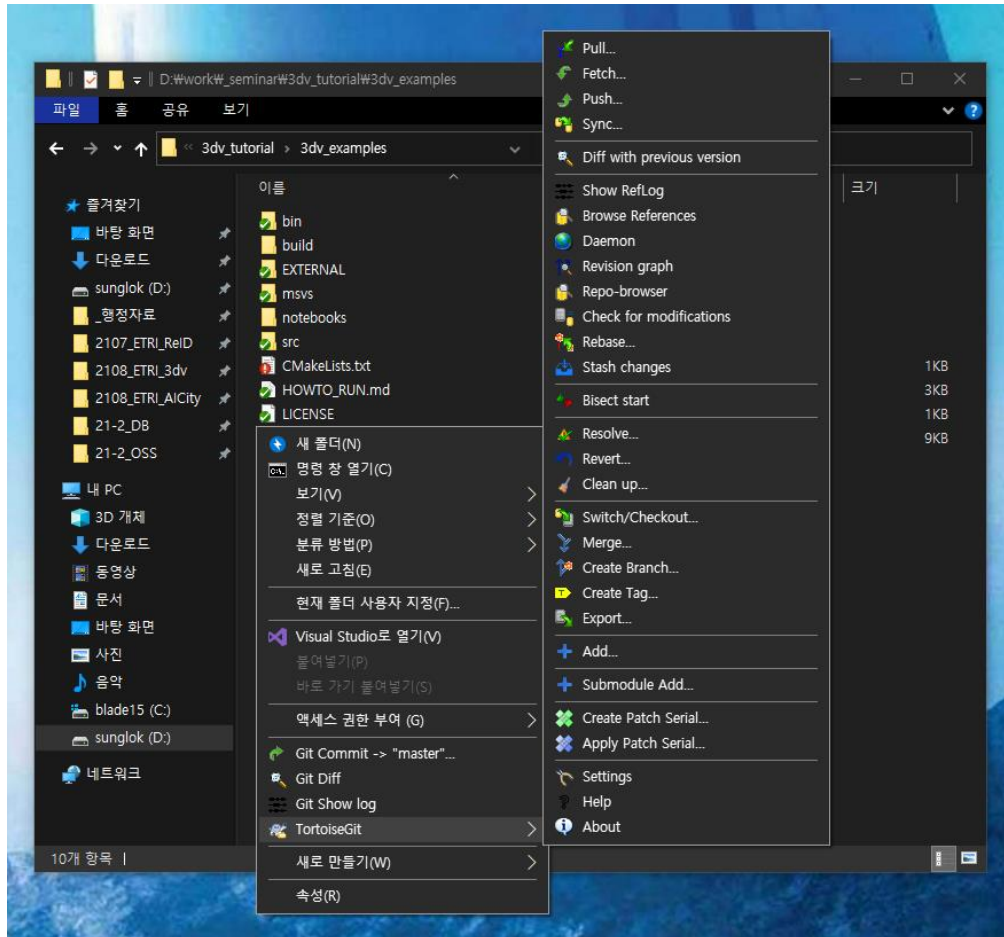 D:₩work₩_seminar₩3dv_tutorial₩3dv_examples
파일 홈 공유 보기
3dv_tutorial > 3dv_examples
즐겨찾기
바탕 화면
다운로드
sunglok (D:)
_행정자료
2107_ETRI_ReID
2108_ETRI_3dv
2108_ETRI_AICity
21-2_DB
21-2_OSS
내 PC
3D 개체
다운로드
동영상
문서
바탕 화면
사진
음악
blade15 (C:)
sunglok (D:)
네트워크
이름
bin
build
EXTERNAL
msvs
notebooks
src
CMakeLists.txt
HOWTO_RUN.md
LICENSE
크기
1KB
3KB
1KB
9KB
새 폴더(N)
명령 창 열기(C)
보기(V)
정렬 기준(O)
분류 방법(P)
새로 고침(E)
현재 폴더 사용자 지정(F)...
Visual Studio로 열기(V)
붙여넣기(P)
바로 가기 붙여넣기(S)
액세스 권한 부여 (G)
Git Commit -> "master"...
Git Diff
Git Show log
TortoiseGit
새로 만들기(W)
속성(R)
Pull...
Fetch...
Push...
Sync...
Diff with previous version
Show RefLog
Browse References
Daemon
Revision graph
Repo-browser
Check for modifications
Rebase...
Stash changes
Bisect start
Resolve...
Revert...
Clean up...
Switch/Checkout...
Merge...
Create Branch...
Create Tag...
Export...
Add...
Submodule Add...
Create Patch Serial...
Apply Patch Serial...
Settings
Help
About
10개 항목